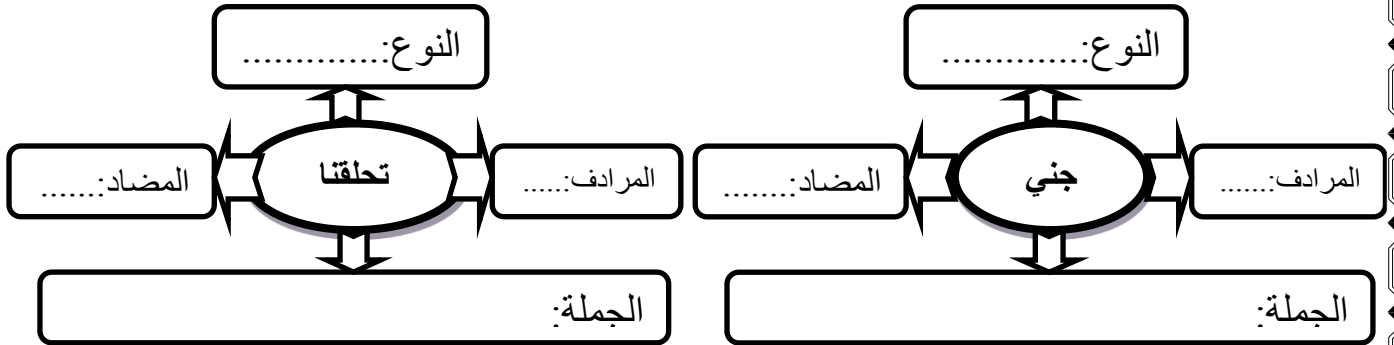 النوع:..............
المرادف:......
جني
المضاد:.......
الجملة:
النوع:..............
المرادف:.....
تحلقنا
المضاد:.......
الجملة: